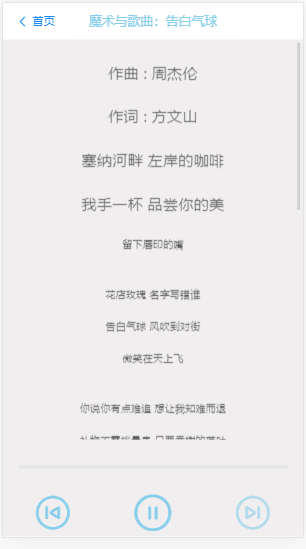 首页
魔术与歌曲：告白气球
作曲 : 周杰伦
作词 : 方文山
塞纳河畔 左岸的咖啡
我手一杯 品尝你的美
留下唇印的嘴
花店玫瑰 名字写错谁
告白气球 风吹到对街
微笑在天上飞
你说你有点难追 想让我知难而退